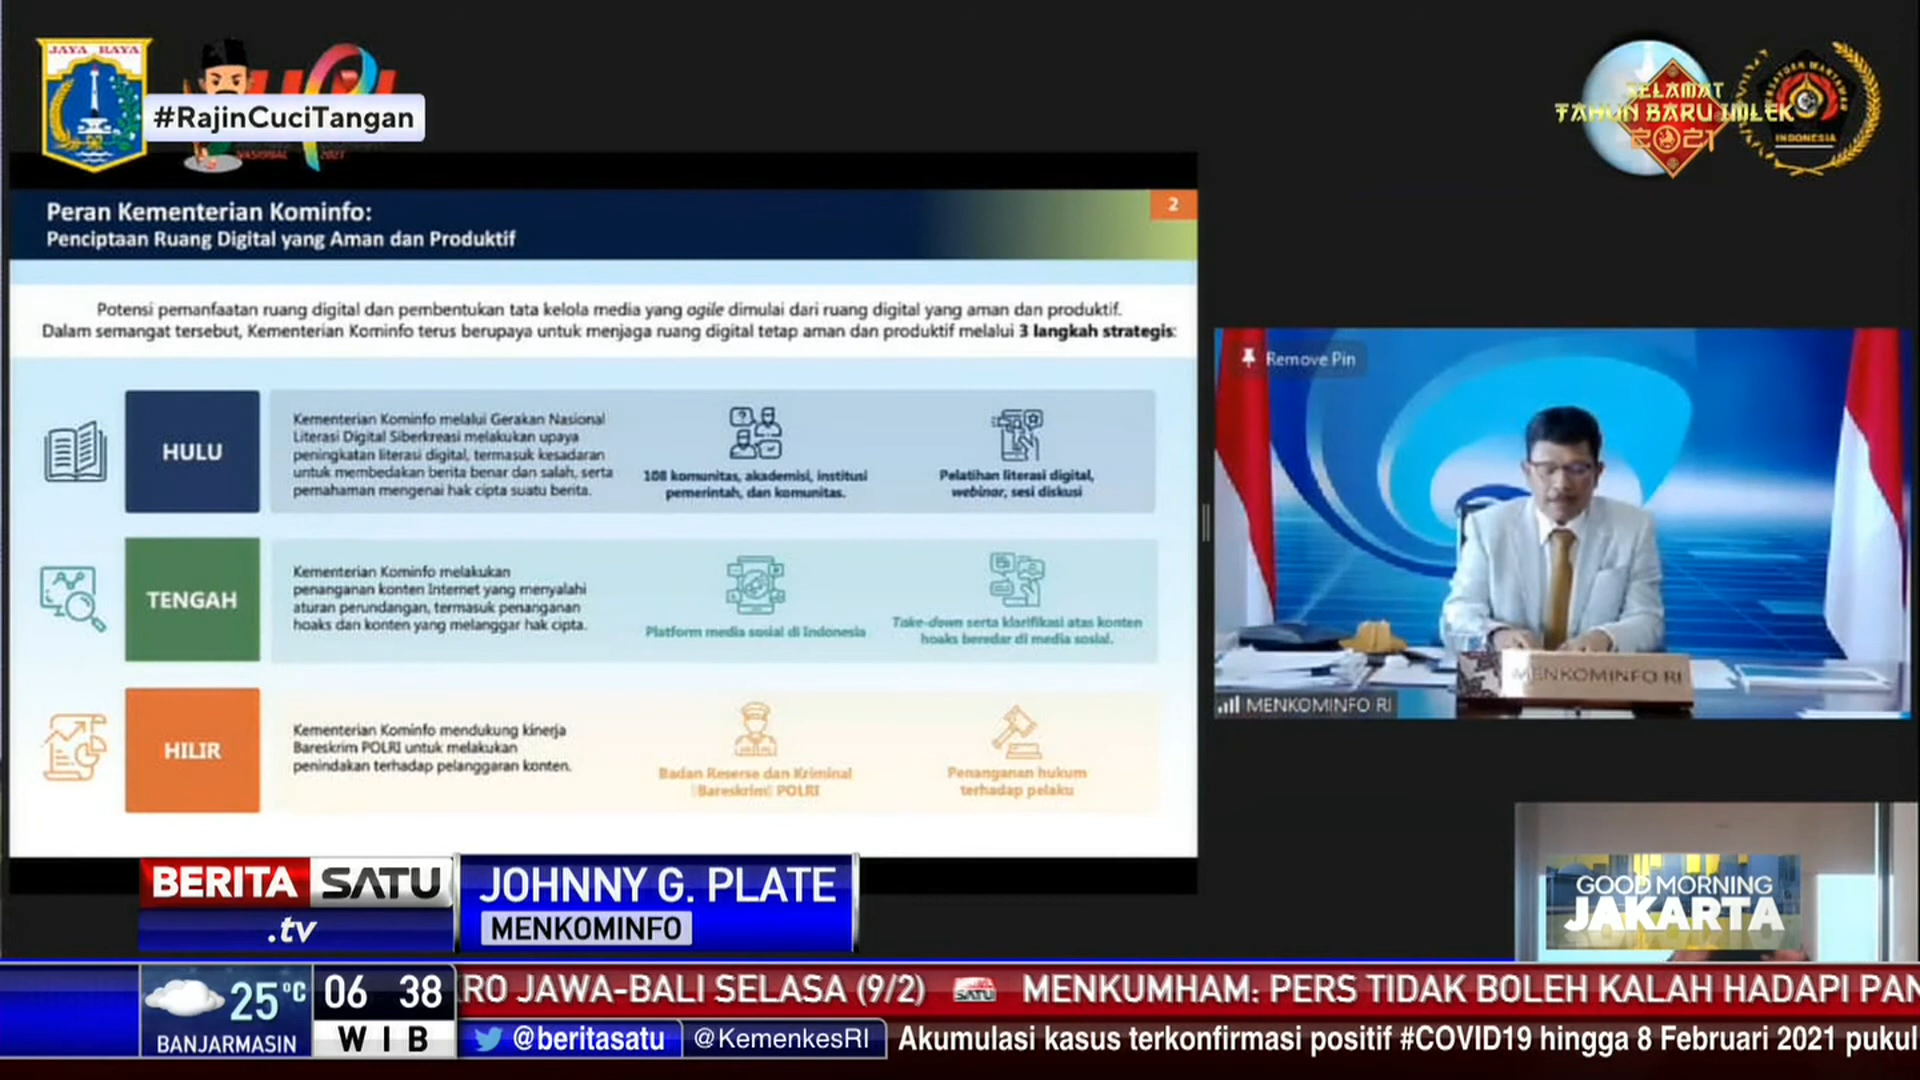 JAYA RAYA
#RajinCuciTangan
NASIONAL 2021
SELAMAT
TAHUN BARU IMLEK
2021
INDONESIA
Peran Kementerian Kominfo:
Penciptaan Ruang Digital yang Aman dan Produktif
2
Potensi pemanfaatan ruang digital dan pembentukan tata kelola media yang agile dimulai dari ruang digital yang aman dan produktif.
Dalam semangat tersebut, Kementerian Kominfo terus berupaya untuk menjaga ruang digital tetap aman dan produktif melalui 3 langkah strategis:
HULU
Kementerian Kominfo melalui Gerakan Nasional
Literasi Digital Siberkreasi melakukan upaya
peningkatan literasi digital, termasuk kesadaran
untuk membedakan berita benar dan salah, serta
pemahaman mengenai hak cipta suatu berita.
108 komunitas, akademisi, institusi
pemerintah, dan komunitas.
Pelatihan literasi digital,
webinar, sesi diskusi
TENGAH
Kementerian Kominfo melakukan
penanganan konten Internet yang menyalahi
aturan perundangan, termasuk penanganan
hoaks dan konten yang melanggar hak cipta.
Platform media sosial di Indonesia
Take-down serta klarifikasi atas konten
hoaks beredar di media sosial.
HILIR
Kementerian Kominfo mendukung kinerja
Bareskrim POLRI untuk melakukan
penindakan terhadap pelanggaran konten.
Badan Reserse dan Kriminal
Bareskrim POLRI
Penanganan hukum
terhadap pelaku
Remove Pin
MENKOMINFO RI
MENKOMINFO RI
GOOD MORNING
JAKARTA
BERITA SATU
.tv
JOHNNY G. PLATE
MENKOMINFO
25°C
BANJARMASIN
06 38
WIB
RO JAWA-BALI SELASA (9/2) SATU MENKUMHAM: PERS TIDAK BOLEH KALAH HADAPI PAN
@beritasatu @KemenkesRI Akumulasi kasus terkonfirmasi positif #COVID19 hingga 8 Februari 2021 pukul